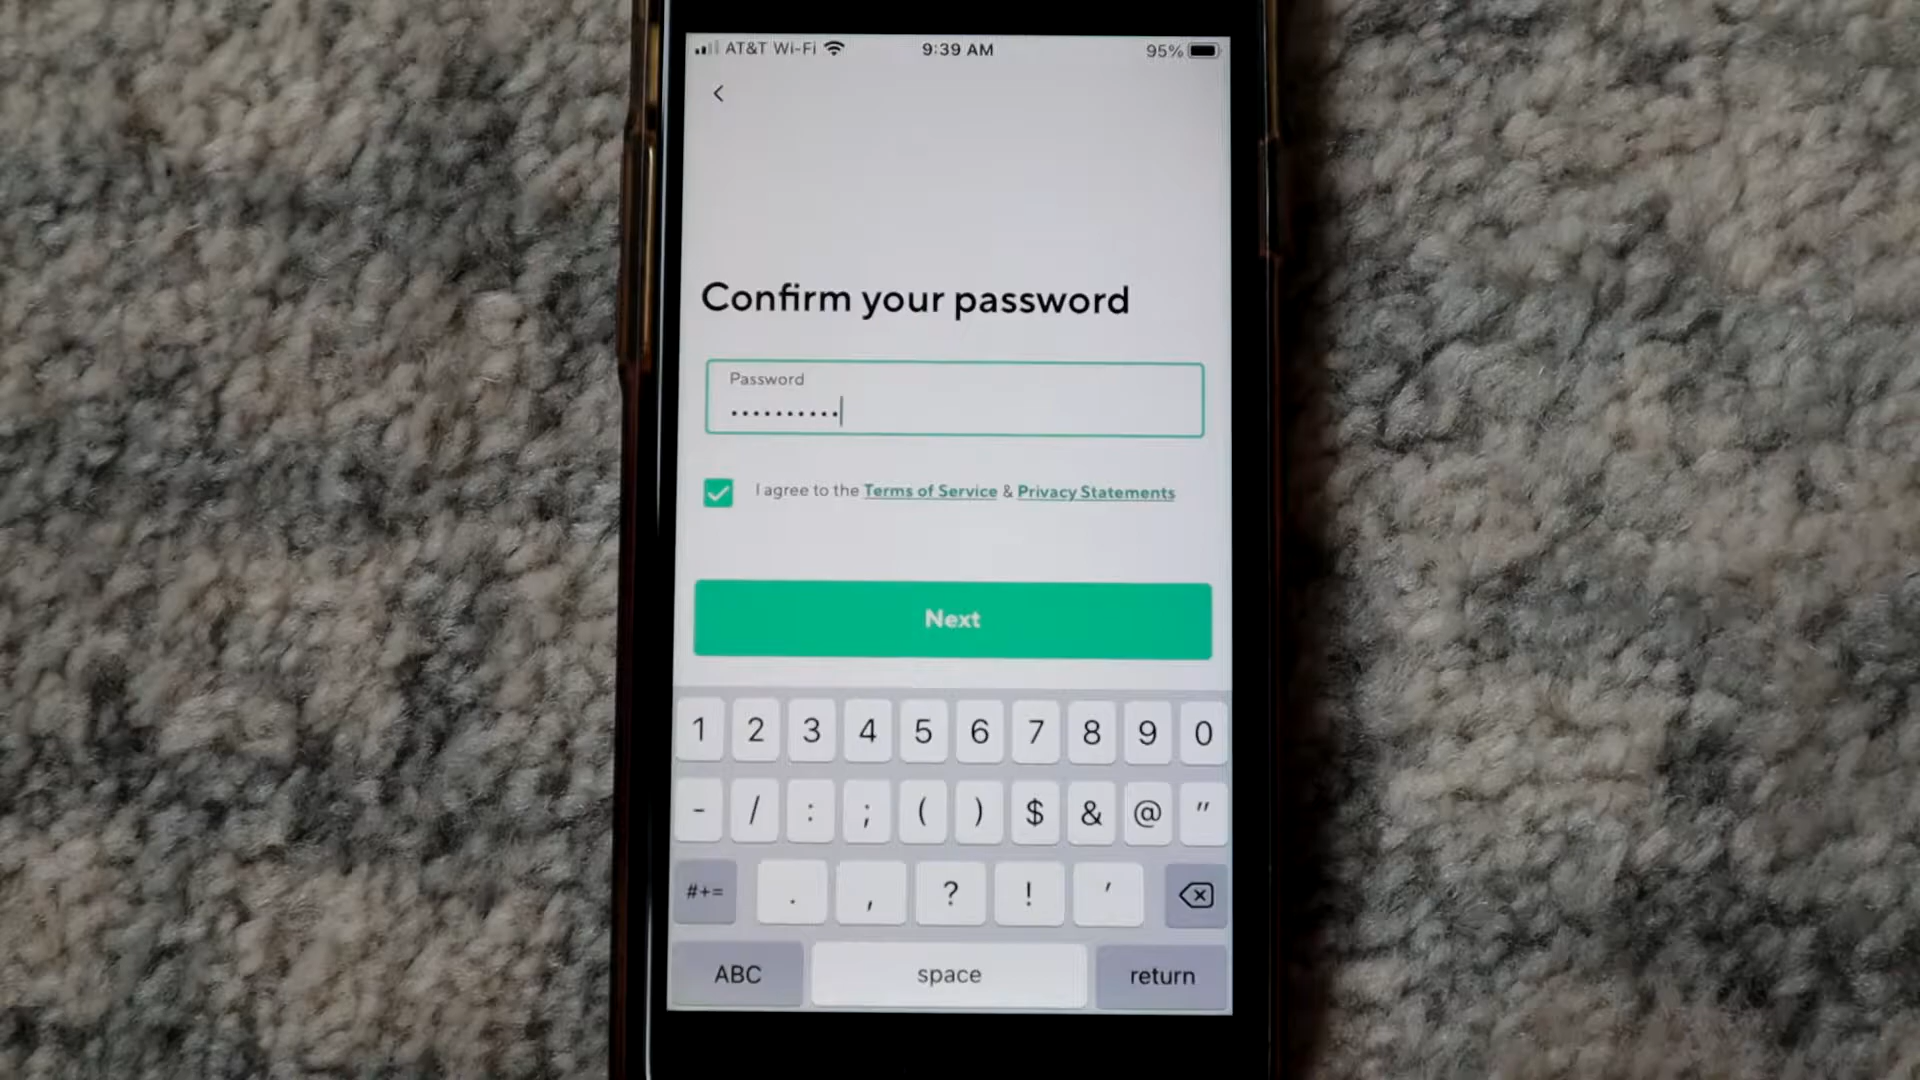 AT&T Wi-Fi 9:39 AM 95%
Confirm your password
Password
••••••••••
I agree to the Terms of Service & Privacy Statements
Next
1 2 3 4 5 6 7 8 9 0
- / : ; ( ) $ & @ "
#+= . , ? ! '
ABC space return